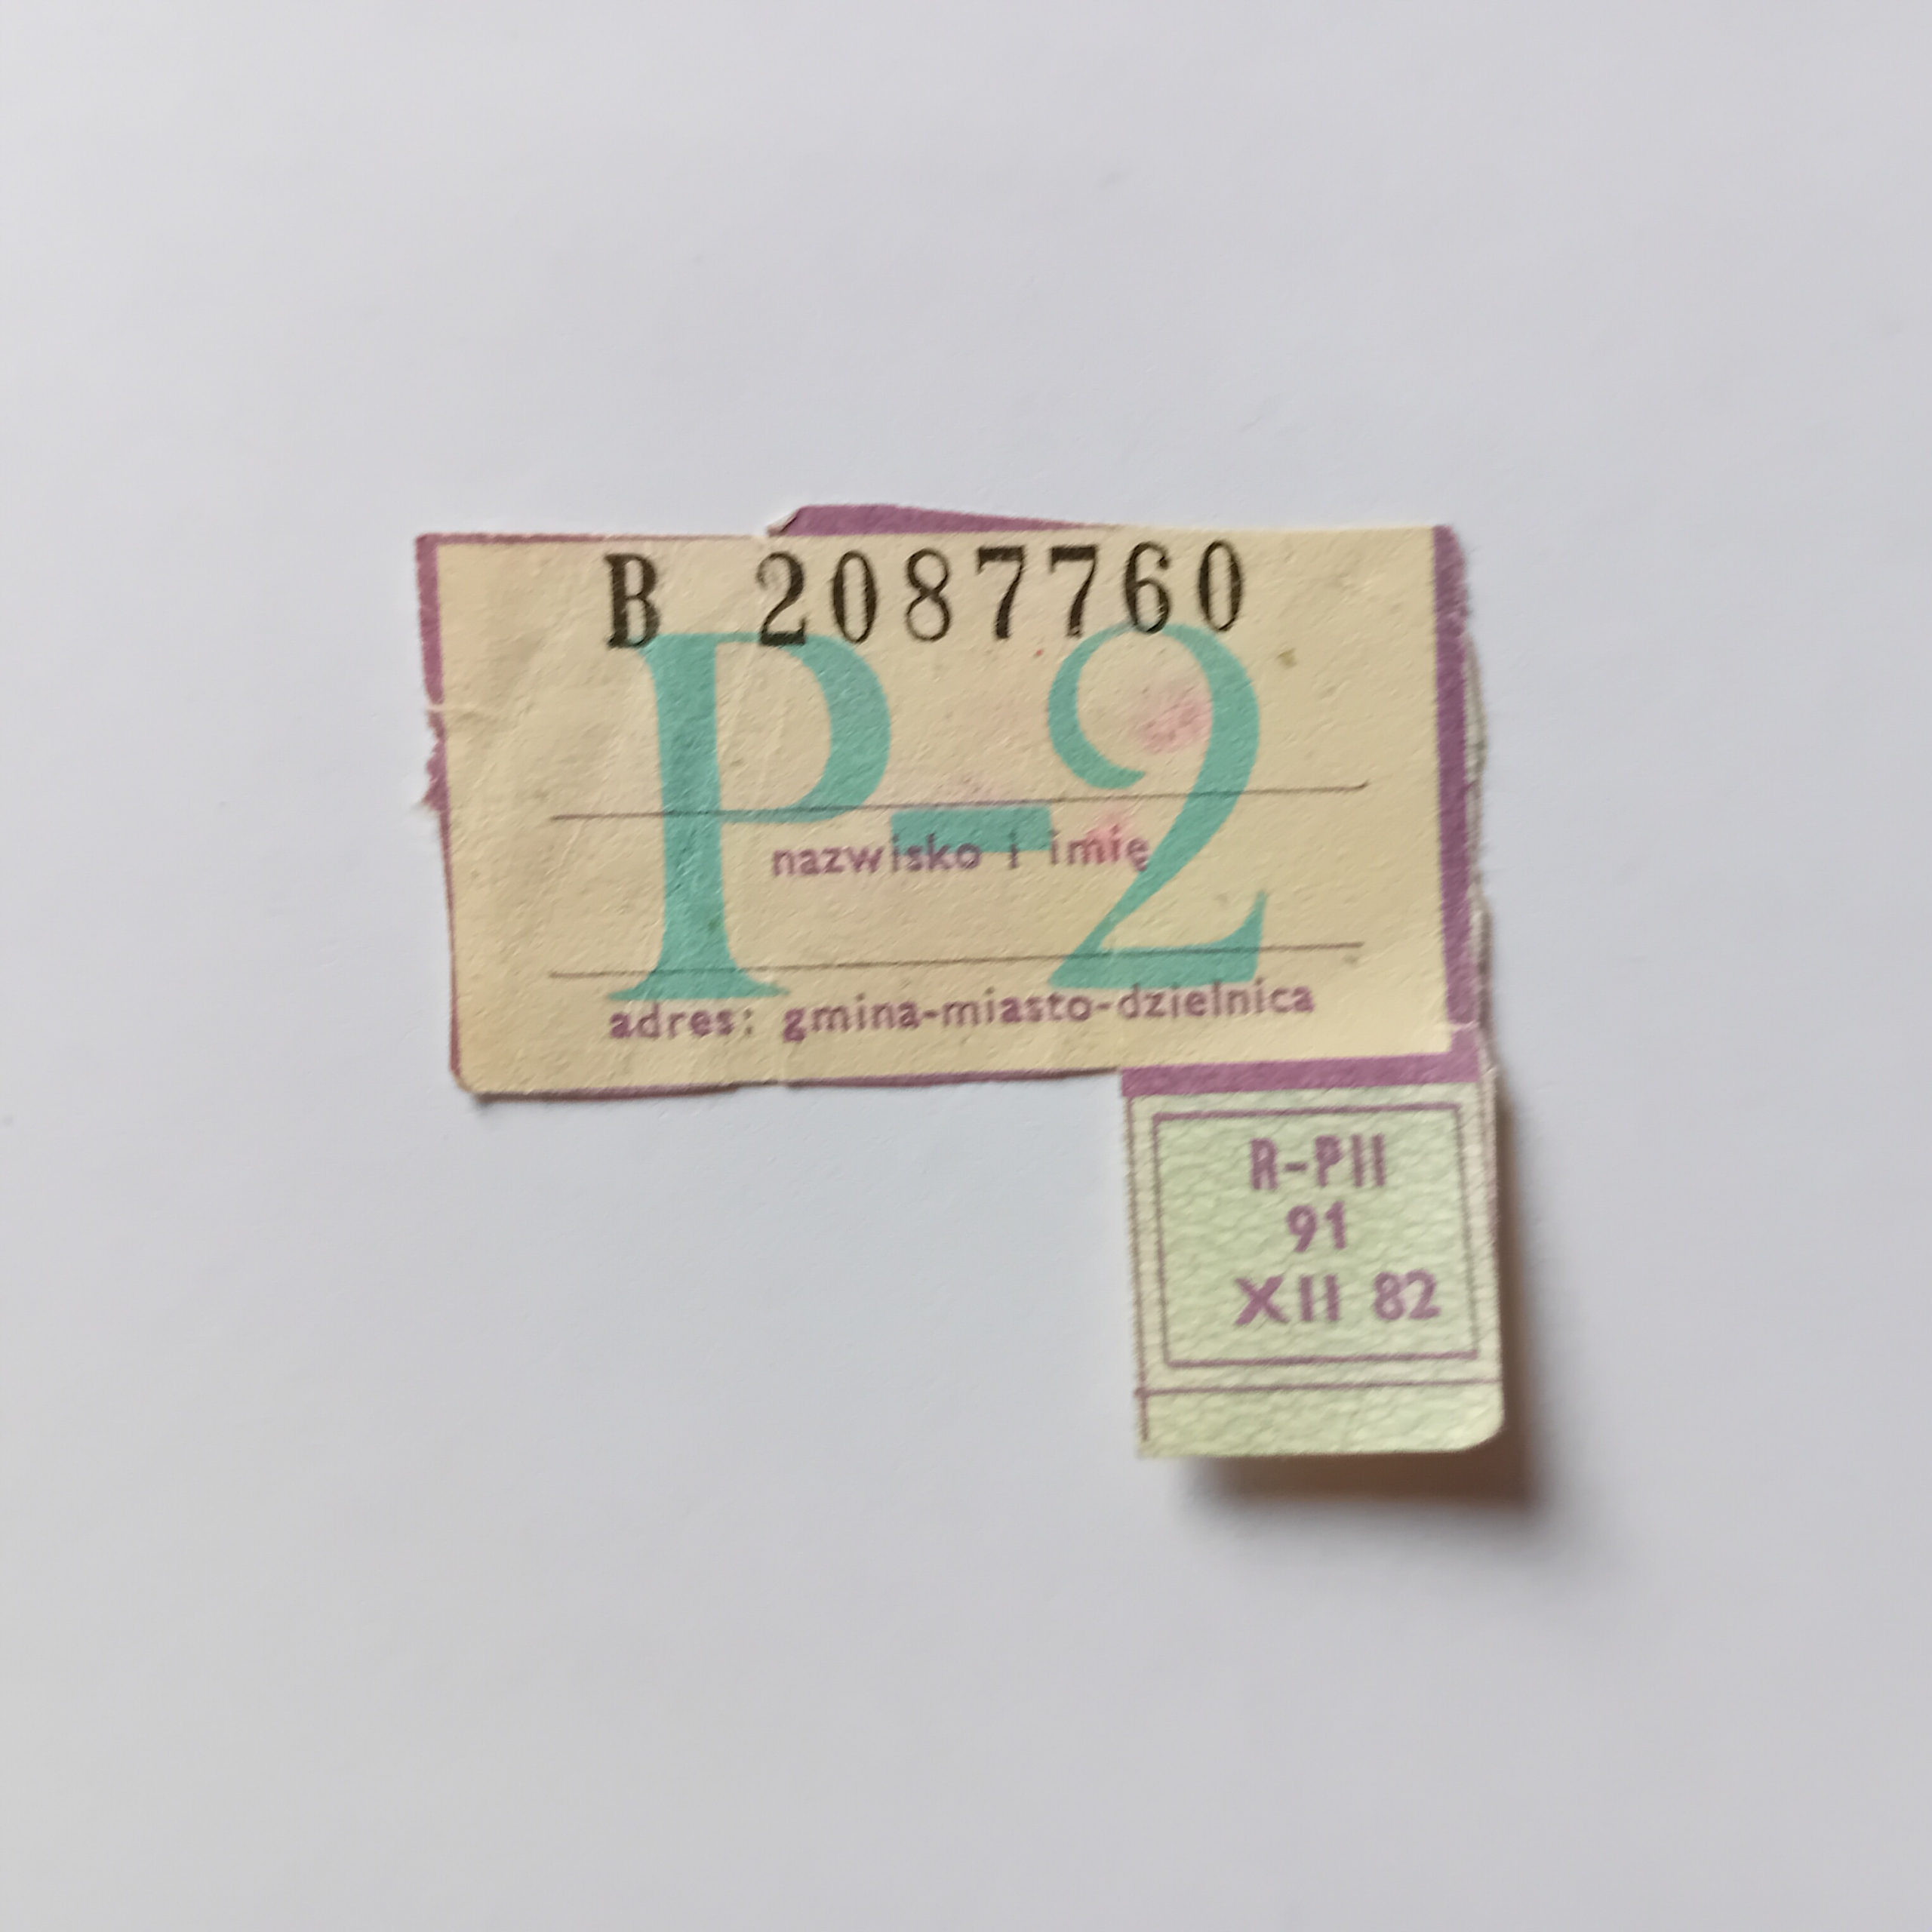 B 2087760
P-2
nazwisko i imię
adres: gmina-miasto-dzielnica
R-PII
91
XII 82